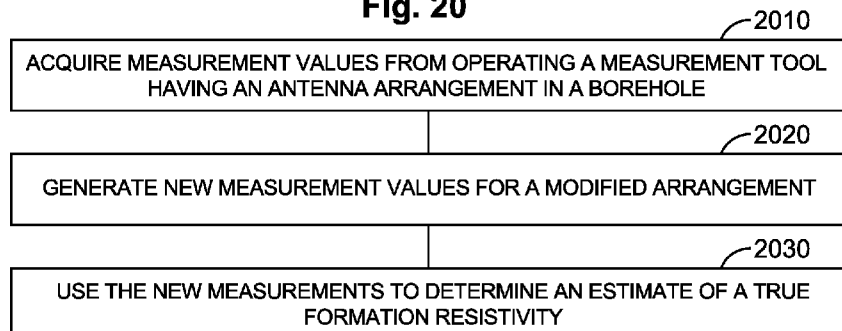 Fig. 20
2010
ACQUIRE MEASUREMENT VALUES FROM OPERATING A MEASUREMENT TOOL
HAVING AN ANTENNA ARRANGEMENT IN A BOREHOLE
2020
GENERATE NEW MEASUREMENT VALUES FOR A MODIFIED ARRANGEMENT
2030
USE THE NEW MEASUREMENTS TO DETERMINE AN ESTIMATE OF A TRUE
FORMATION RESISTIVITY